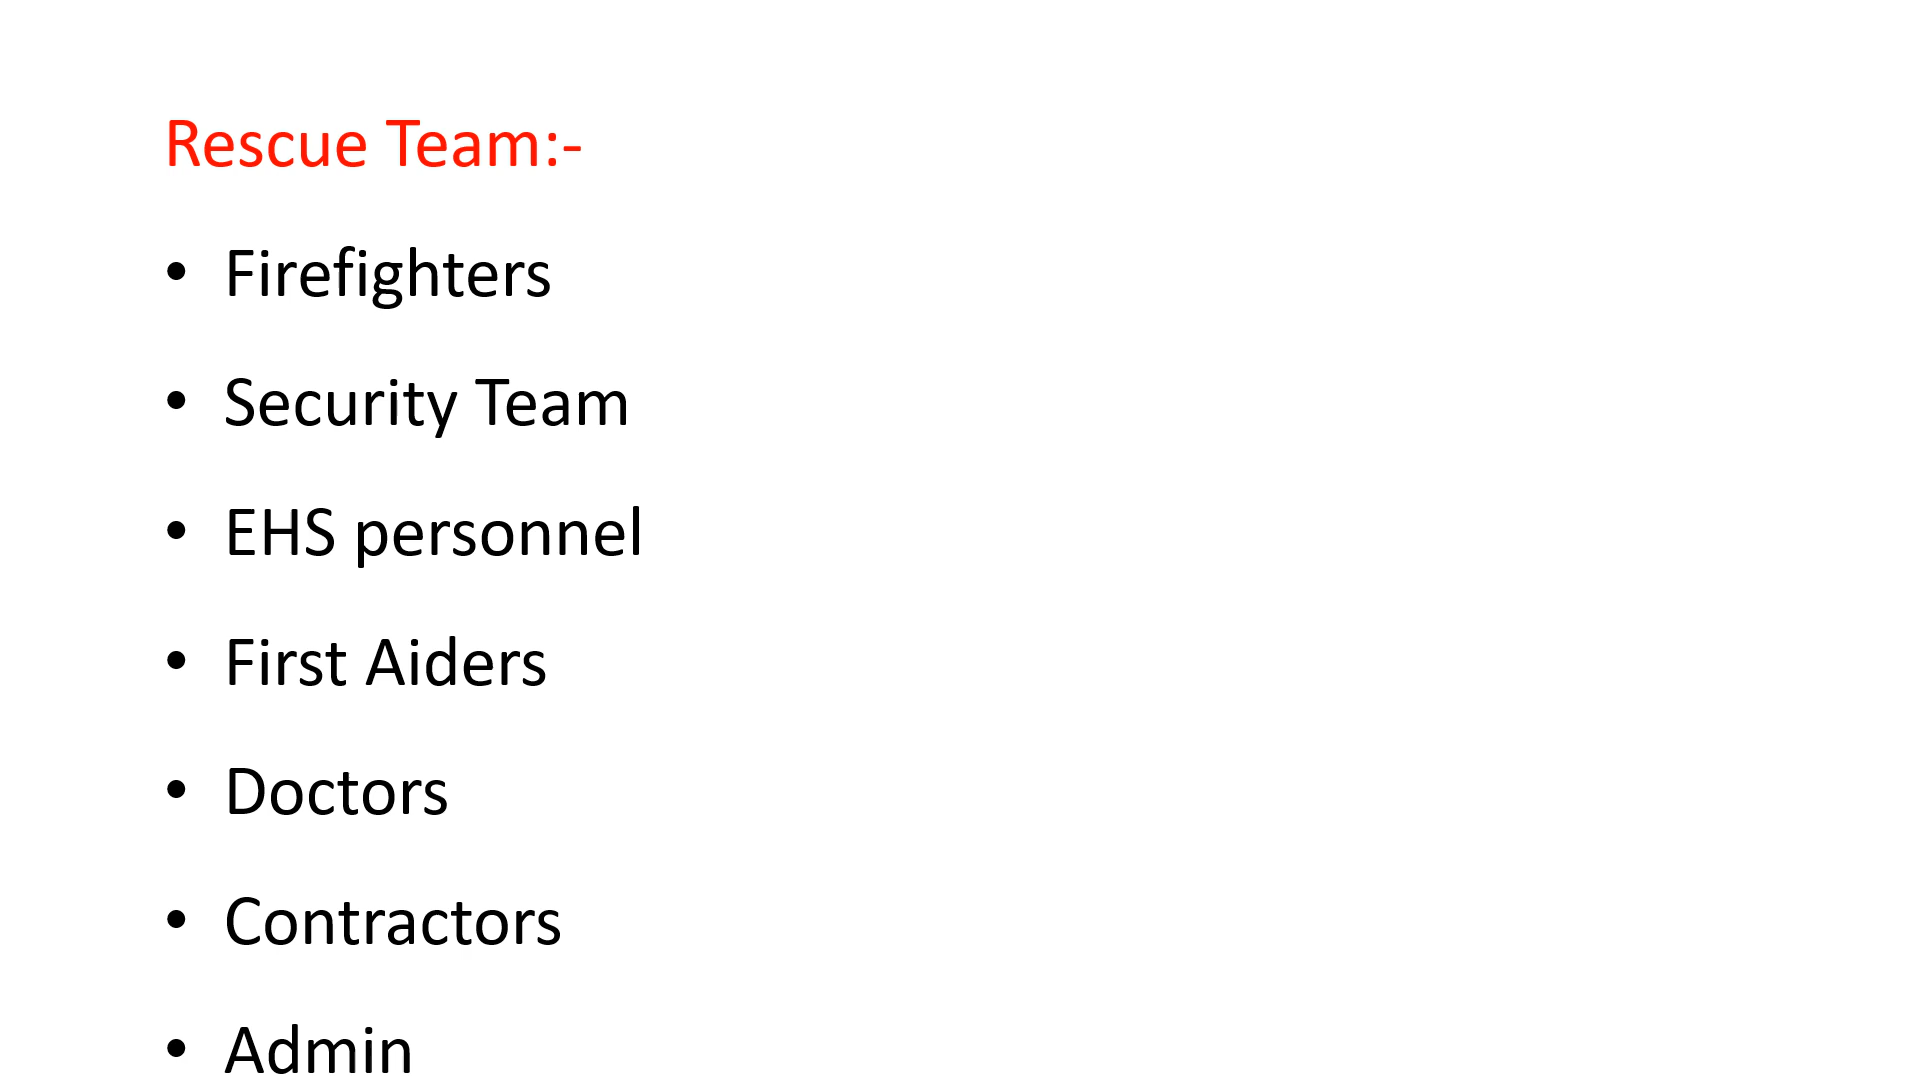 Rescue Team:-
• Firefighters
• Security Team
• EHS personnel
• First Aiders
• Doctors
• Contractors
• Admin